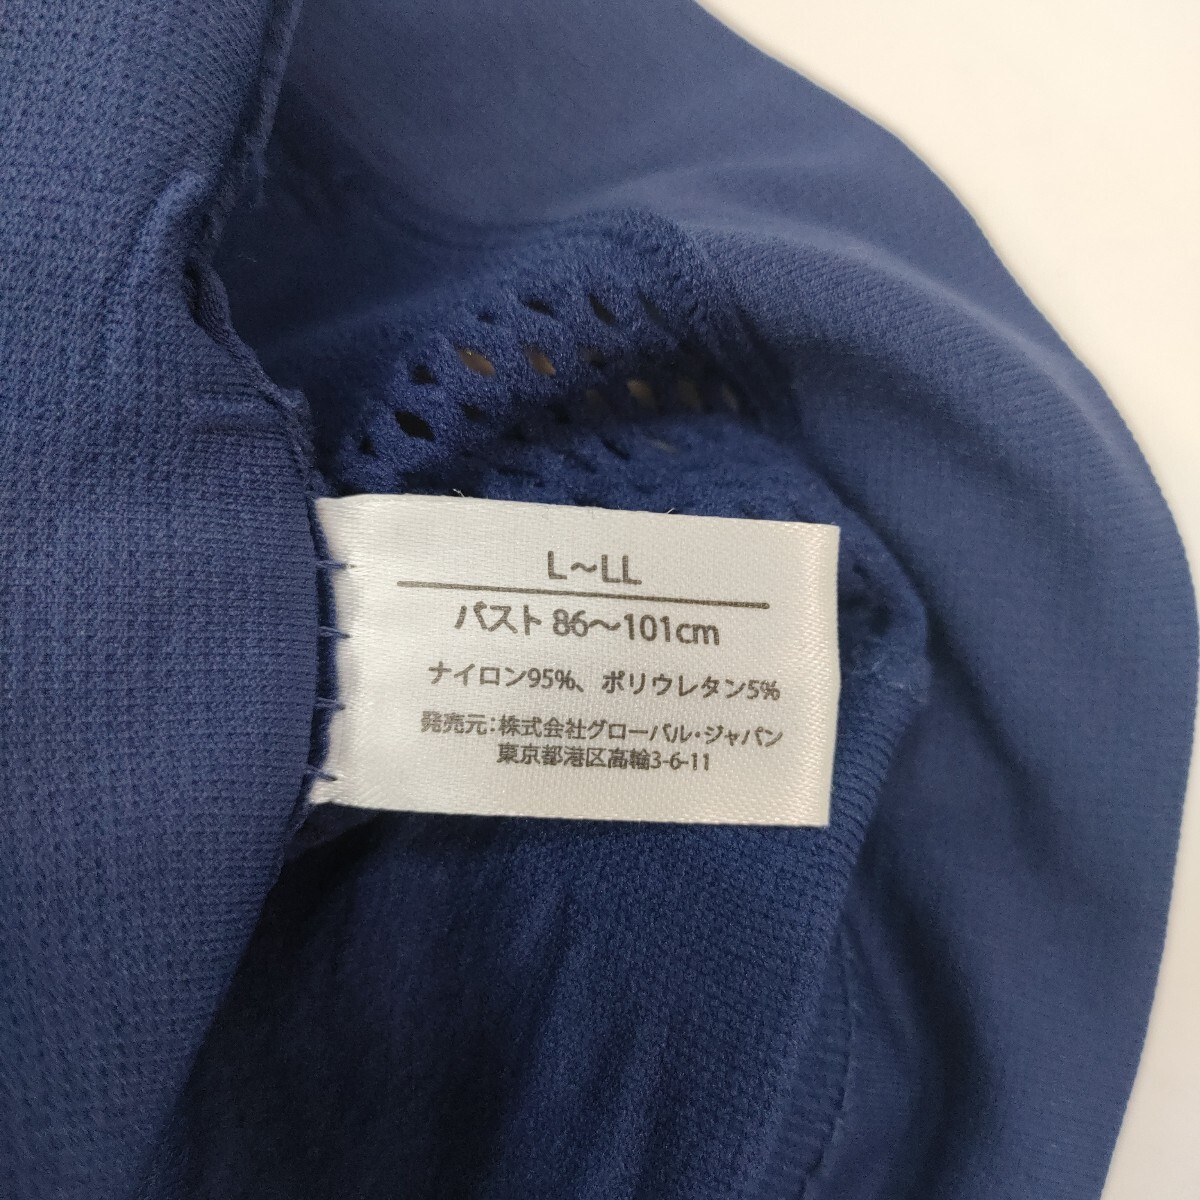 L～LL
バスト 86～101cm
ナイロン95%、ポリウレタン5%
発売元：株式会社グローバル・ジャパン
東京都港区高輪3-6-11